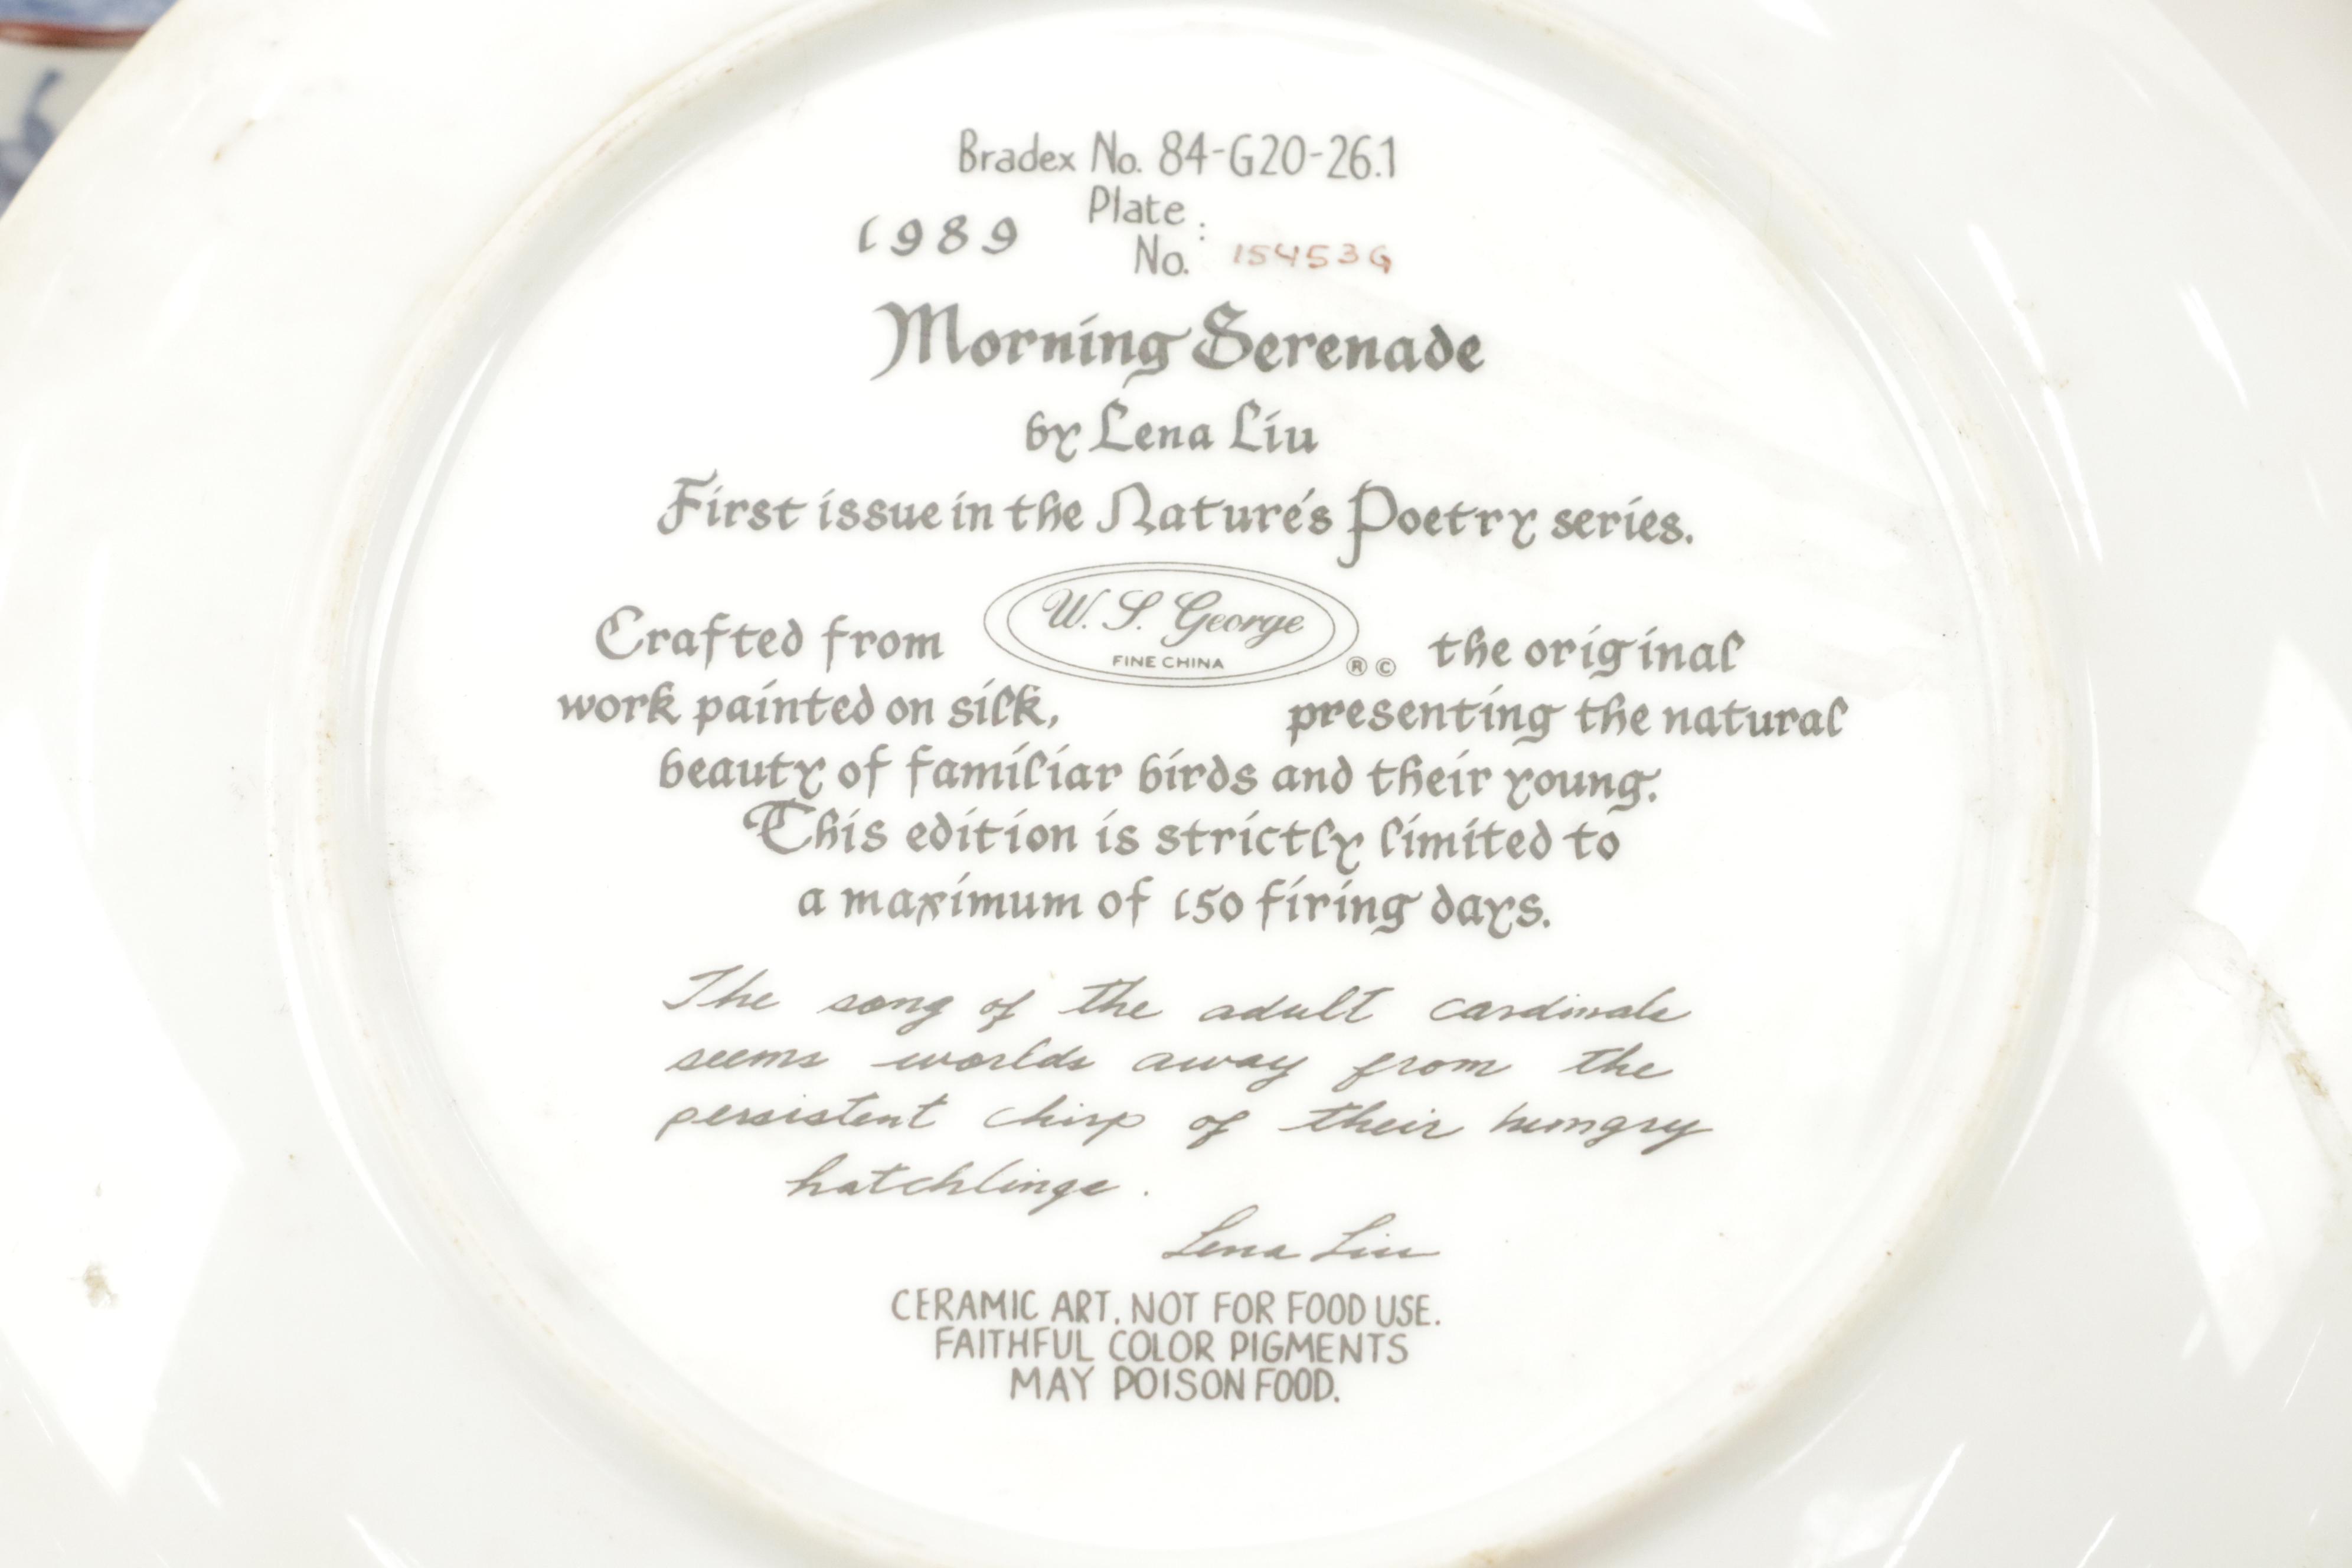 Bradex No. 84-G20-26.1
1989 Plate No. : 15453G
Morning Serenade
by Lena Liu
First issue in the Nature's Poetry series.
Crafted from W. S. George FINE CHINA ® © the original
work painted on silk, presenting the natural
beauty of familiar birds and their young.
This edition is strictly limited to
a maximum of 150 firing days.
The song of the adult cardinals
seems worlds away from the
persistent chirp of their hungry
hatchlings.
Lena Liu
CERAMIC ART. NOT FOR FOOD USE.
FAITHFUL COLOR PIGMENTS
MAY POISON FOOD.